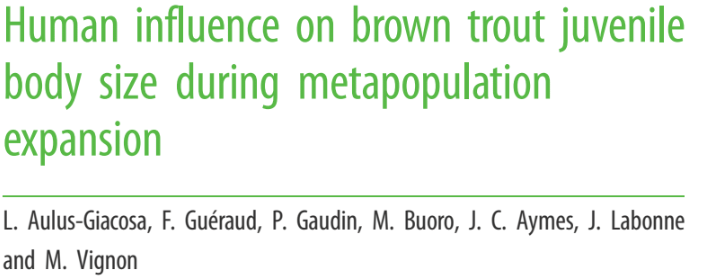 Human influence on brown trout juvenile
body size during metapopulation
expansion
L. Aulus-Giacosa, F. Guéraud, P. Gaudin, M. Buoro, J. C. Aymes, J. Labonne
and M. Vignon